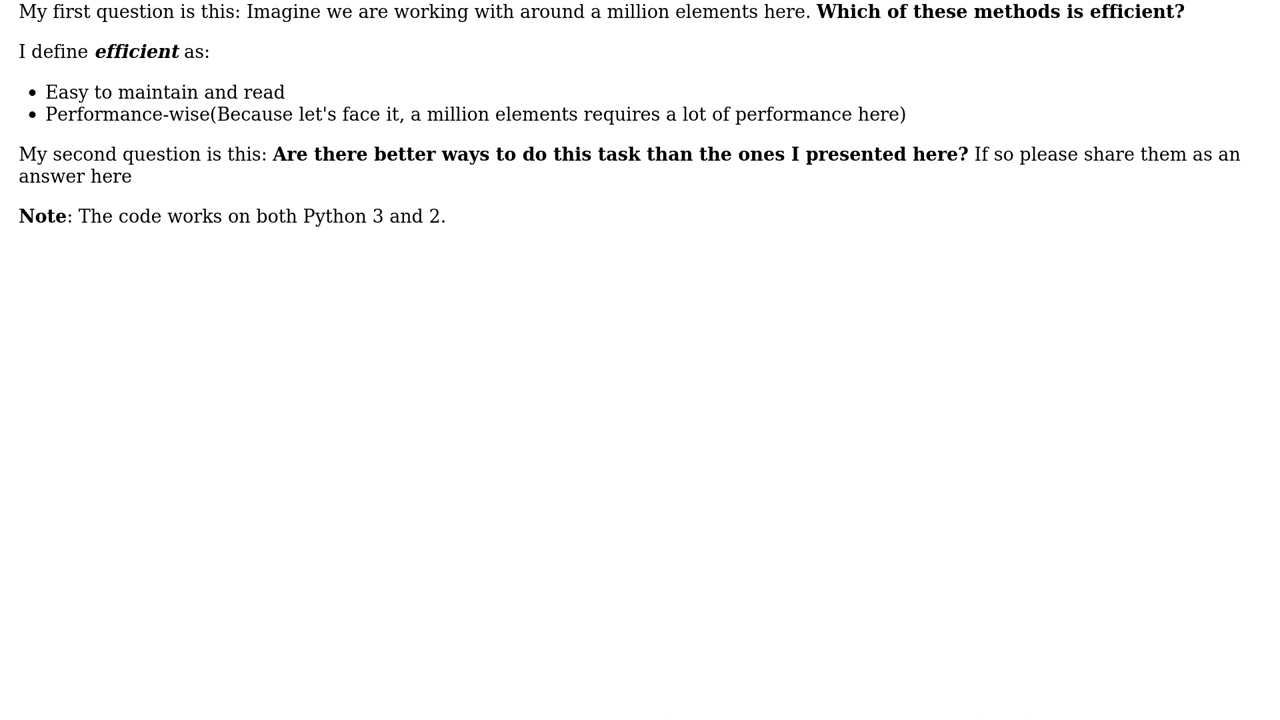 My first question is this: Imagine we are working with around a million elements here. Which of these methods is efficient?
I define efficient as:
• Easy to maintain and read
• Performance-wise(Because let's face it, a million elements requires a lot of performance here)
My second question is this: Are there better ways to do this task than the ones I presented here? If so please share them as an
answer here
Note: The code works on both Python 3 and 2.